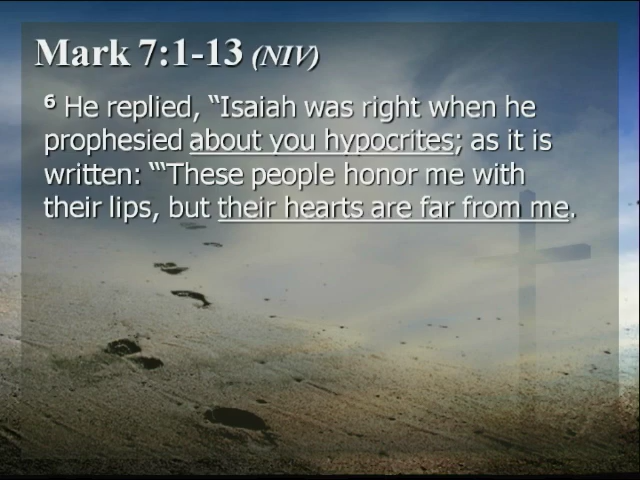 Mark 7:1-13 (NIV)
6 He replied, “Isaiah was right when he
prophesied about you hypocrites; as it is
written: “‘These people honor me with
their lips, but their hearts are far from me.